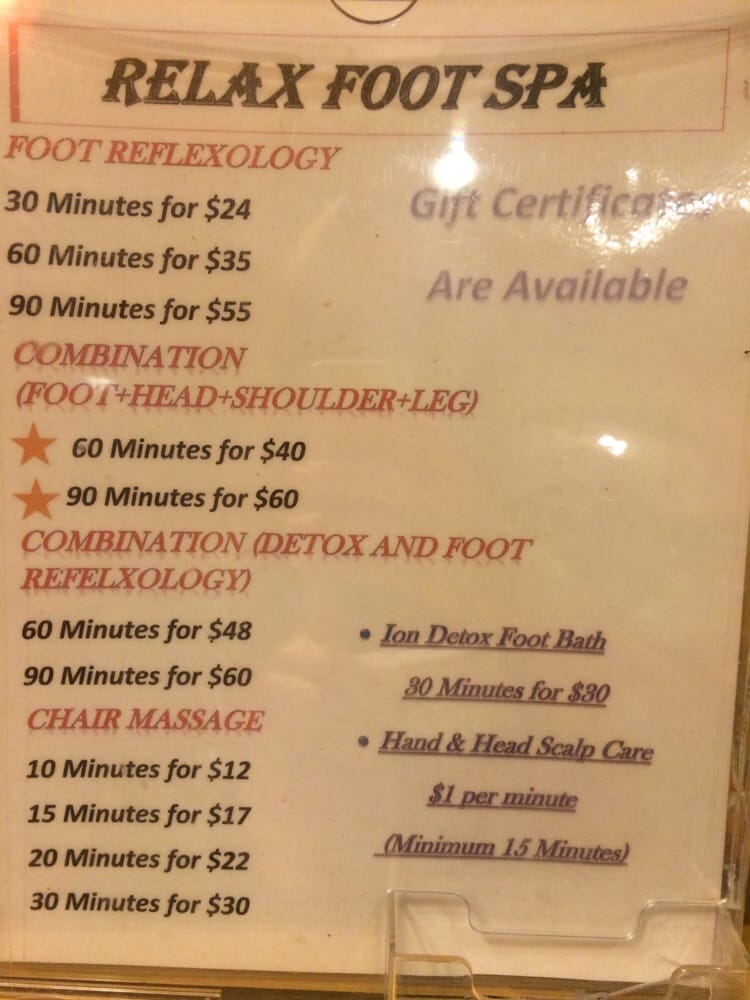 RELAX FOOT SPA
FOOT REFLEXOLOGY
30 Minutes for $24
60 Minutes for $35
90 Minutes for $55
Gift Certificates
Are Available
COMBINATION
(FOOT+HEAD+SHOULDER+LEG)
60 Minutes for $40
90 Minutes for $60
COMBINATION (DETOX AND FOOT
REFELXOLOGY)
60 Minutes for $48
90 Minutes for $60
CHAIR MASSAGE
10 Minutes for $12
15 Minutes for $17
20 Minutes for $22
30 Minutes for $30
• Ion Detox Foot Bath
30 Minutes for $30
• Hand & Head Scalp Care
$1 per minute
(Minimum 15 Minutes)